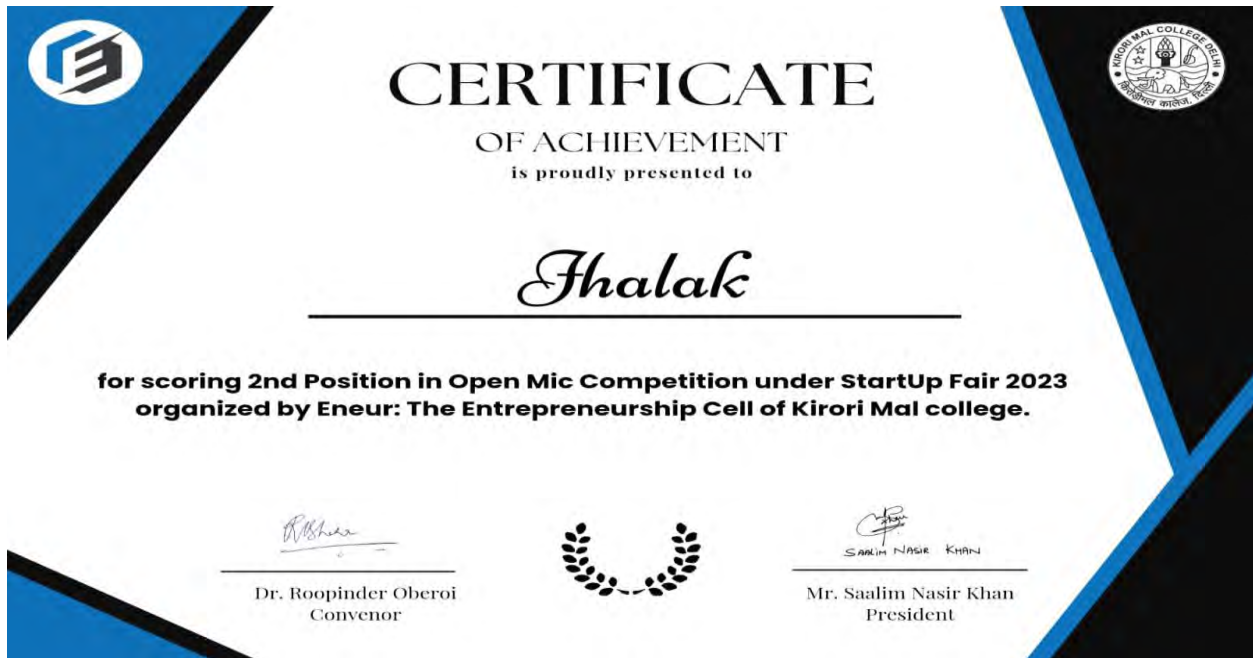 KIRORI MAL COLLEGE DELHI
किरोड़ीमल कालेज, दिल्ली
CERTIFICATE
OF ACHIEVEMENT
is proudly presented to
Jhalak
for scoring 2nd Position in Open Mic Competition under StartUp Fair 2023
organized by Eneur: The Entrepreneurship Cell of Kirori Mal college.
SAALIM NASIR KHAN
Dr. Roopinder Oberoi
Convenor
Mr. Saalim Nasir Khan
President